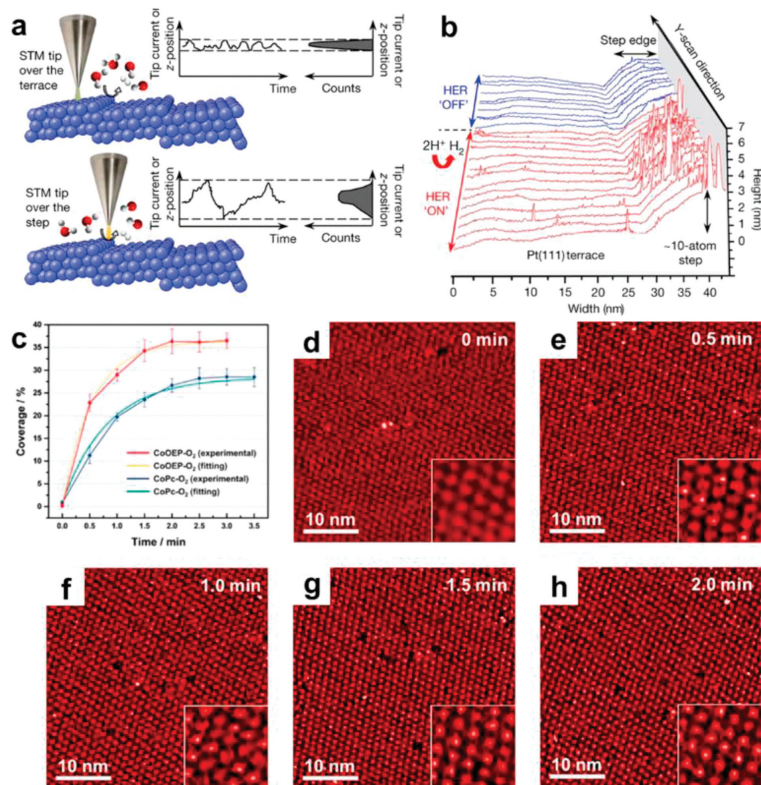 a
STM tip
over the
terrace
Tip current or
z-position
Time
Counts
Tip current or
z-position
STM tip
over the
step
Tip current or
z-position
Time
Counts
Tip current or
z-position
b
Step edge
Y-scan direction
HER
'OFF'
2H⁺ H₂
HER
'ON'
Pt(111) terrace
~10-atom
step
7
6
5
4
3
2
1
0
Height (nm)
0 5 10 15 20 25 30 35 40
Width (nm)
c
Coverage / %
40
35
30
25
20
15
10
5
0
CoOEP-O₂ (experimental)
CoOEP-O₂ (fitting)
CoPc-O₂ (experimental)
CoPc-O₂ (fitting)
0.0 0.5 1.0 1.5 2.0 2.5 3.0 3.5
Time / min
d
0 min
10 nm
e
0.5 min
10 nm
f
1.0 min
10 nm
g
1.5 min
10 nm
h
2.0 min
10 nm